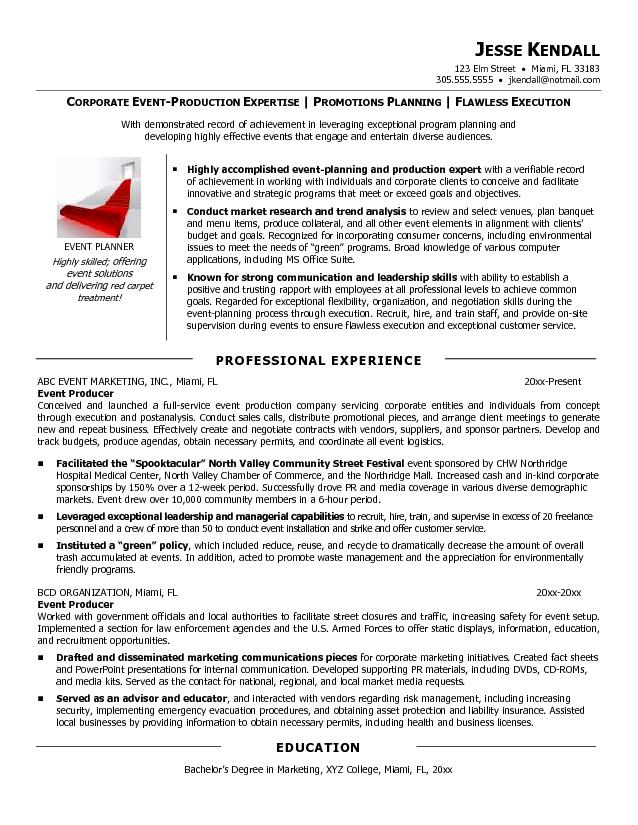 JESSE KENDALL
123 Elm Street • Miami, FL 33183
305.555.5555 • jkendall@notmail.com
CORPORATE EVENT-PRODUCTION EXPERTISE | PROMOTIONS PLANNING | FLAWLESS EXECUTION
With demonstrated record of achievement in leveraging exceptional program planning and
developing highly effective events that engage and entertain diverse audiences.
EVENT PLANNER
Highly skilled; offering
event solutions
and delivering red carpet
treatment!
▪ Highly accomplished event-planning and production expert with a verifiable record
of achievement in working with individuals and corporate clients to conceive and facilitate
innovative and strategic programs that meet or exceed goals and objectives.
▪ Conduct market research and trend analysis to review and select venues, plan banquet
and menu items, produce collateral, and all other event elements in alignment with clients'
budget and goals. Recognized for incorporating consumer concerns, including environmental
issues to meet the needs of "green" programs. Broad knowledge of various computer
applications, including MS Office Suite.
▪ Known for strong communication and leadership skills with ability to establish a
positive and trusting rapport with employees at all professional levels to achieve common
goals. Regarded for exceptional flexibility, organization, and negotiation skills during the
event-planning process through execution. Recruit, hire, and train staff, and provide on-site
supervision during events to ensure flawless execution and exceptional customer service.
PROFESSIONAL EXPERIENCE
ABC EVENT MARKETING, INC., Miami, FL 20xx-Present
Event Producer
Conceived and launched a full-service event production company servicing corporate entities and individuals from concept
through execution and postanalysis. Conduct sales calls, distribute promotional pieces, and arrange client meetings to generate
new and repeat business. Effectively create and negotiate contracts with vendors, suppliers, and sponsor partners. Develop and
track budgets, produce agendas, obtain necessary permits, and coordinate all event logistics.
▪ Facilitated the "Spooktacular" North Valley Community Street Festival event sponsored by CHW Northridge
Hospital Medical Center, North Valley Chamber of Commerce, and the Northridge Mall. Increased cash and in-kind corporate
sponsorships by 150% over a 12-week period. Successfully drove PR and media coverage in various diverse demographic
markets. Event drew over 10,000 community members in a 6-hour period.
▪ Leveraged exceptional leadership and managerial capabilities to recruit, hire, train, and supervise in excess of 20 freelance
personnel and a crew of more than 50 to conduct event installation and strike and offer customer service.
▪ Instituted a "green" policy, which included reduce, reuse, and recycle to dramatically decrease the amount of overall
trash accumulated at events. In addition, acted to promote waste management and the appreciation for environmentally
friendly programs.
BCD ORGANIZATION, Miami, FL 20xx-20xx
Event Producer
Worked with government officials and local authorities to facilitate street closures and traffic, increasing safety for event setup.
Implemented a section for law enforcement agencies and the U.S. Armed Forces to offer static displays, information, education,
and recruitment opportunities.
▪ Drafted and disseminated marketing communications pieces for corporate marketing initiatives. Created fact sheets
and PowerPoint presentations for internal communication. Developed supporting PR materials, including DVDs, CD-ROMs,
and media kits. Served as the contact for national, regional, and local market media requests.
▪ Served as an advisor and educator, and interacted with vendors regarding risk management, including increasing
security, implementing emergency evacuation procedures, and obtaining asset protection and liability insurance. Assisted
local businesses by providing information to obtain necessary permits, including health and business licenses.
EDUCATION
Bachelor's Degree in Marketing, XYZ College, Miami, FL, 20xx